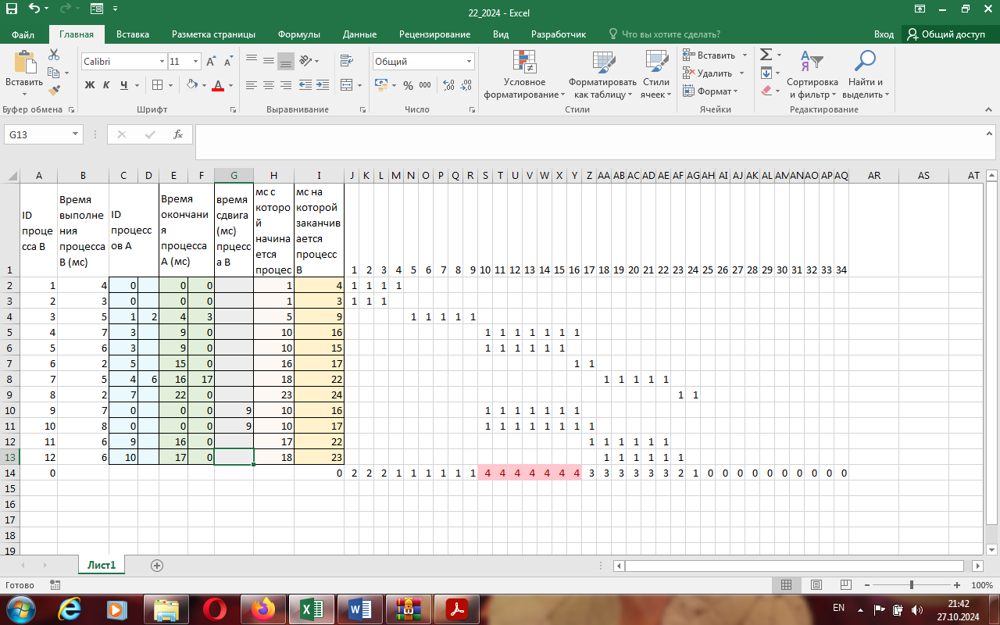 22_2024 - Excel
Файл Главная Вставка Разметка страницы Формулы Данные Рецензирование Вид Разработчик Что вы хотите сделать? Вход Общий доступ
Вставить
Calibri 11
Ж К Ч А
Общий
% 000
Условное форматирование
Форматировать как таблицу
Стили ячеек
Вставить
Удалить
Формат
Сортировка и фильтр
Найти и выделить
Буфер обмена Шрифт Выравнивание Число Стили Ячейки Редактирование
G13 fx
A B C D E F G H I J K L M N O P Q R S T U V W X Y Z AA AB AC AD AE AF AG AH AI AJ AK AL AM AN AO AP AQ AR AS AT
ID проце сса B
Время выполне ния процесса B (мс)
ID процесс ов A
Время окончани я процесса A (мс)
время сдвига (мс) прцесс а B
мс с которо й начина ется процес
мс на которой заканчив ается процесс B
1 1 2 3 4 5 6 7 8 9 10 11 12 13 14 15 16 17 18 19 20 21 22 23 24 25 26 27 28 29 30 31 32 33 34
2 1 4 0 0 0 1 4 1 1 1 1
3 2 3 0 0 0 1 3 1 1 1
4 3 5 1 2 4 3 5 9 1 1 1 1 1
5 4 7 3 9 0 10 16 1 1 1 1 1 1 1
6 5 6 3 9 0 10 15 1 1 1 1 1 1
7 6 2 5 15 0 16 17 1 1
8 7 5 4 6 16 17 18 22 1 1 1 1 1
9 8 2 7 22 0 23 24 1 1
10 9 7 0 0 0 9 10 16 1 1 1 1 1 1 1
11 10 8 0 0 0 9 10 17 1 1 1 1 1 1 1 1
12 11 6 9 16 0 17 22 1 1 1 1 1 1
13 12 6 10 17 0 18 23 1 1 1 1 1 1
14 0 0 2 2 2 1 1 1 1 1 1 4 4 4 4 4 4 4 3 3 3 3 3 3 2 1 0 0 0 0 0 0 0 0 0 0
15
16
17
18
19
Лист1
Готово 100%
EN 21:42
27.10.2024